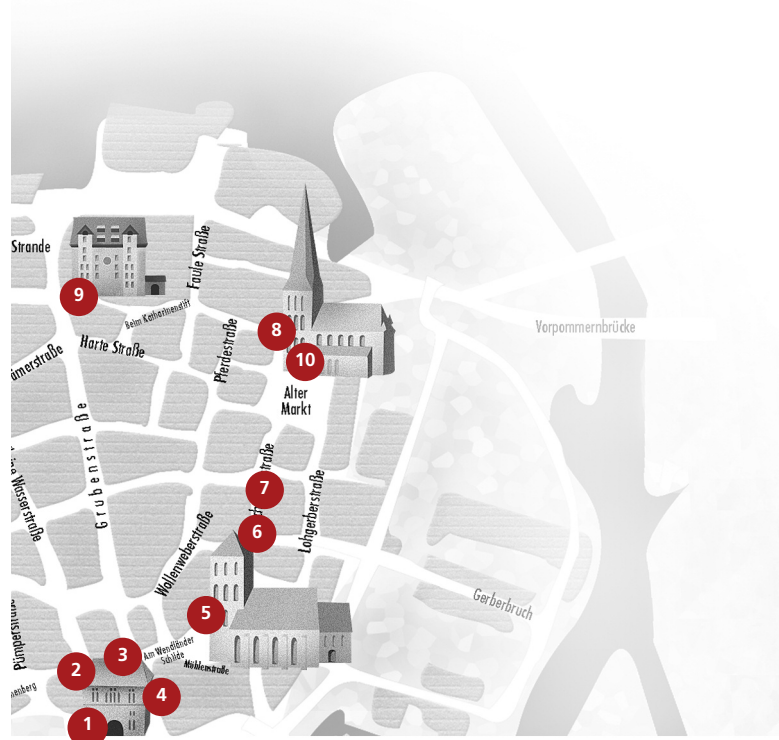 Strande
Faule Straße
9
Beim Katharinenstift
Vorpommernbrücke
8
Harte Straße
Pferdestraße
10
Alter
Markt
Grubenstraße
Wasserstraße
7
Lohgerberstraße
6
Wollenweberstraße
Gerberbruch
5
Am Wendländer
Schilde
3
Mühlenstraße
2
4
1